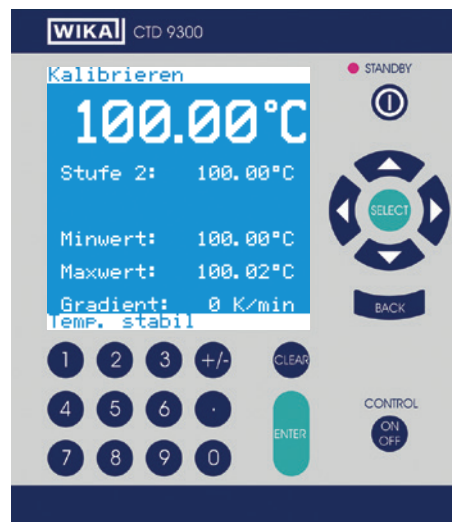 WIKAI CTD 9300
Kalibrieren
STANDBY
100.00°C
Stufe 2: 100.00°C
SELECT
Minwert: 100.00°C
Maxwert: 100.02°C
Gradient: 0 K/min
Temp. stabil
BACK
1 2 3 +/- CLEAR
4 5 6 .
ENTER
CONTROL
ON
OFF
7 8 9 0